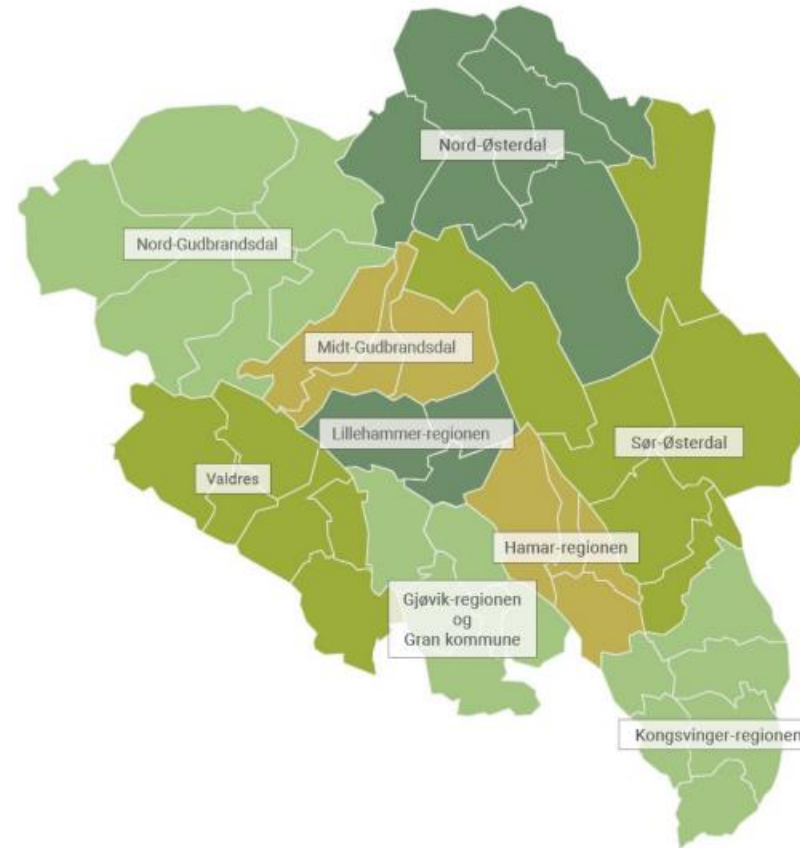 Nord-Østerdal
Nord-Gudbrandsdal
Midt-Gudbrandsdal
Lillehammer-regionen
Sør-Østerdal
Valdres
Hamar-regionen
Gjøvik-regionen
og
Gran kommune
Kongsvinger-regionen